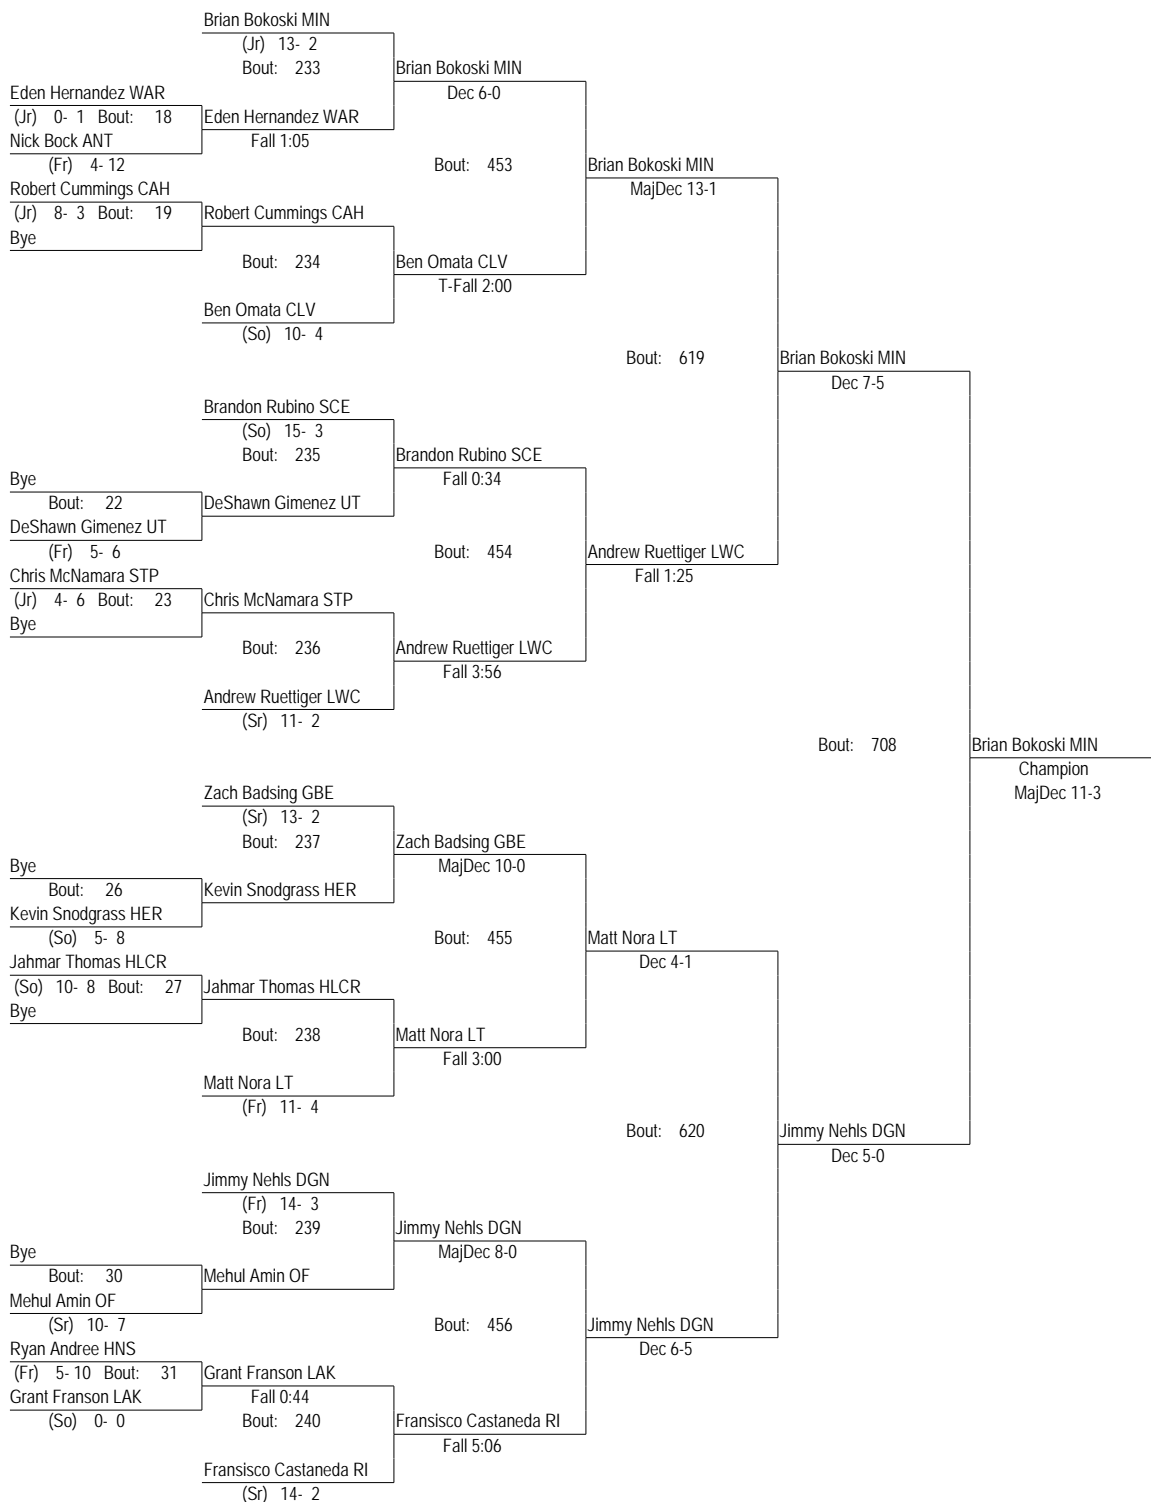 Brian Bokoski MIN
(Jr) 13- 2
Bout: 233
Brian Bokoski MIN
Dec 6-0
Eden Hernandez WAR
(Jr) 0- 1 Bout: 18
Eden Hernandez WAR
Fall 1:05
Nick Bock ANT
(Fr) 4- 12
Bout: 453
Brian Bokoski MIN
MajDec 13-1
Robert Cummings CAH
(Jr) 8- 3 Bout: 19
Robert Cummings CAH
Bye
Bout: 234
Ben Omata CLV
T-Fall 2:00
Ben Omata CLV
(So) 10- 4
Bout: 619
Brian Bokoski MIN
Dec 7-5
Brandon Rubino SCE
(So) 15- 3
Bout: 235
Brandon Rubino SCE
Fall 0:34
Bye
Bout: 22
DeShawn Gimenez UT
DeShawn Gimenez UT
(Fr) 5- 6
Bout: 454
Andrew Ruettiger LWC
Fall 1:25
Chris McNamara STP
(Jr) 4- 6 Bout: 23
Chris McNamara STP
Bye
Bout: 236
Andrew Ruettiger LWC
Fall 3:56
Andrew Ruettiger LWC
(Sr) 11- 2
Bout: 708
Brian Bokoski MIN
Champion
MajDec 11-3
Zach Badsing GBE
(Sr) 13- 2
Bout: 237
Zach Badsing GBE
MajDec 10-0
Bye
Bout: 26
Kevin Snodgrass HER
Kevin Snodgrass HER
(So) 5- 8
Bout: 455
Matt Nora LT
Dec 4-1
Jahmar Thomas HLCR
(So) 10- 8 Bout: 27
Jahmar Thomas HLCR
Bye
Bout: 238
Matt Nora LT
Fall 3:00
Matt Nora LT
(Fr) 11- 4
Bout: 620
Jimmy Nehls DGN
Dec 5-0
Jimmy Nehls DGN
(Fr) 14- 3
Bout: 239
Jimmy Nehls DGN
MajDec 8-0
Bye
Bout: 30
Mehul Amin OF
Mehul Amin OF
(Sr) 10- 7
Bout: 456
Jimmy Nehls DGN
Dec 6-5
Ryan Andree HNS
(Fr) 5- 10 Bout: 31
Grant Franson LAK
Fall 0:44
Grant Franson LAK
(So) 0- 0
Bout: 240
Fransisco Castaneda RI
Fall 5:06
Fransisco Castaneda RI
(Sr) 14- 2